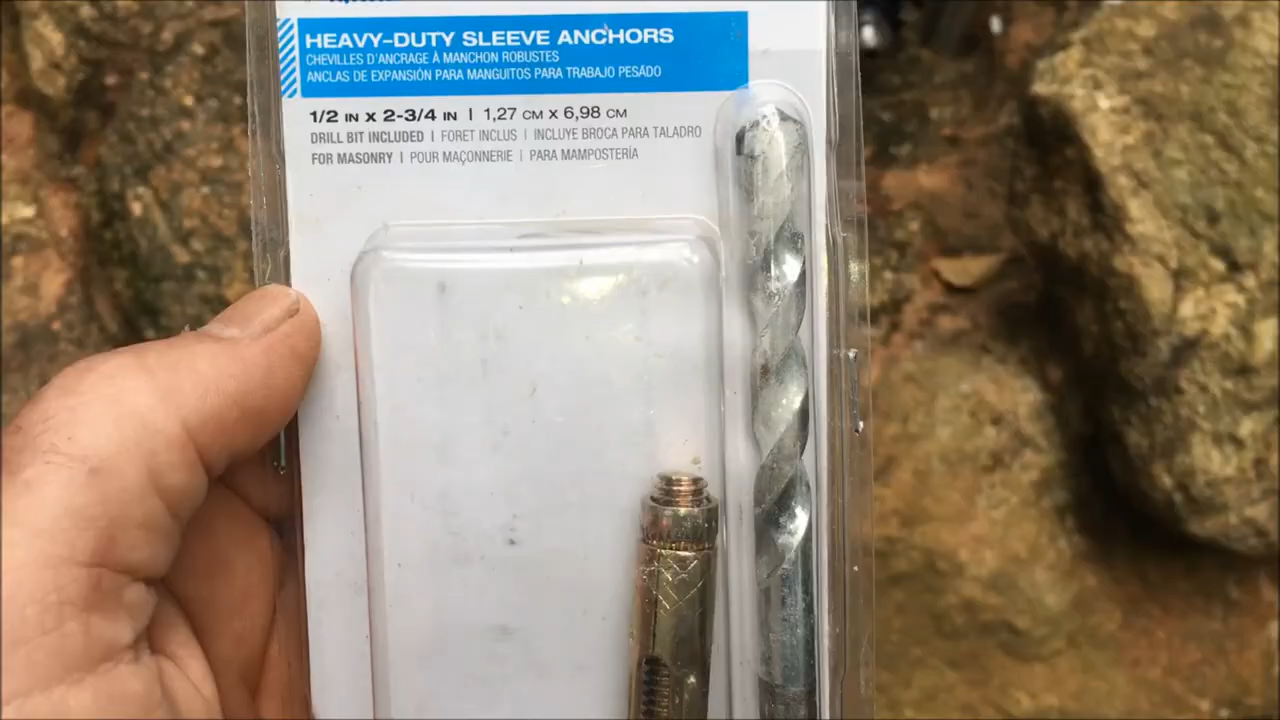 HEAVY-DUTY SLEEVE ANCHORS
CHEVILLES D'ANCRAGE À MANCHON ROBUSTES
ANCLAS DE EXPANSIÓN PARA MANGUITOS PARA TRABAJO PESÁDO
1/2 IN X 2-3/4 IN | 1,27 CM X 6,98 CM
DRILL BIT INCLUDED | FORET INCLUS | INCLUYE BROCA PARA TALADRO
FOR MASONRY | POUR MAÇONNERIE | PARA MAMPOSTERÍA